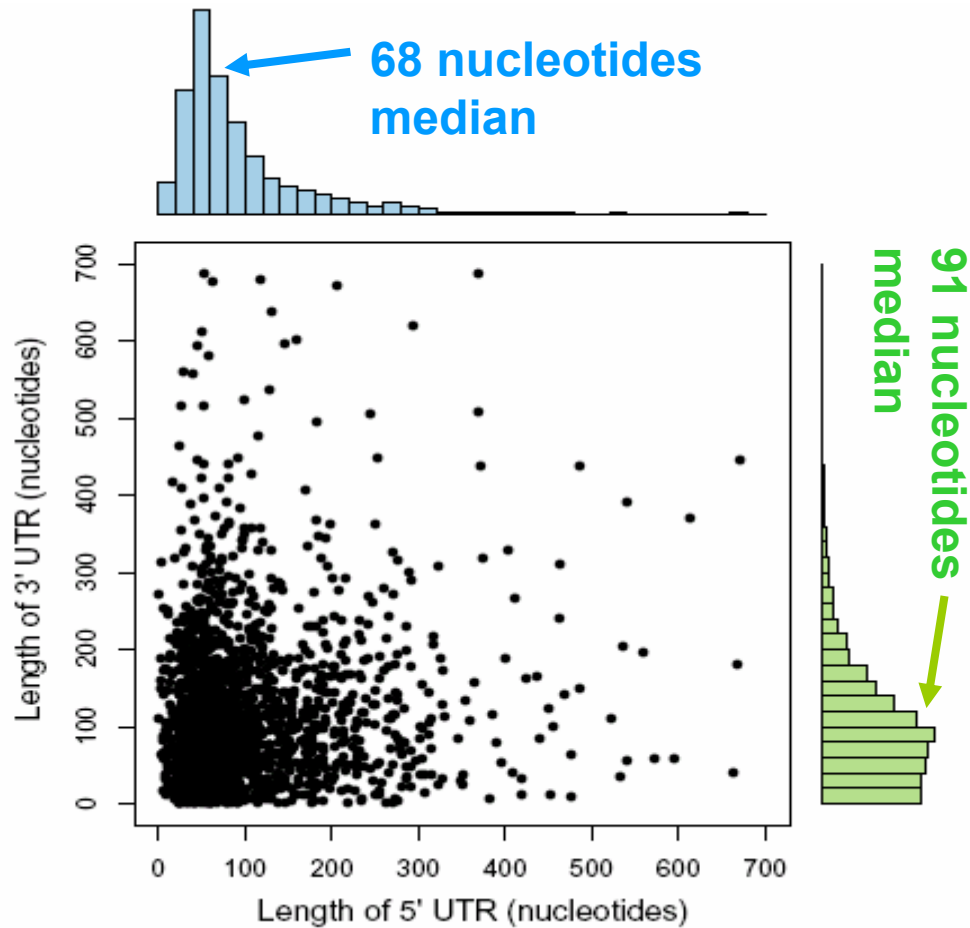 68 nucleotides
median
91 nucleotides
median
Length of 3' UTR (nucleotides)
700
600
500
400
300
200
100
0
0 100 200 300 400 500 600 700
Length of 5' UTR (nucleotides)